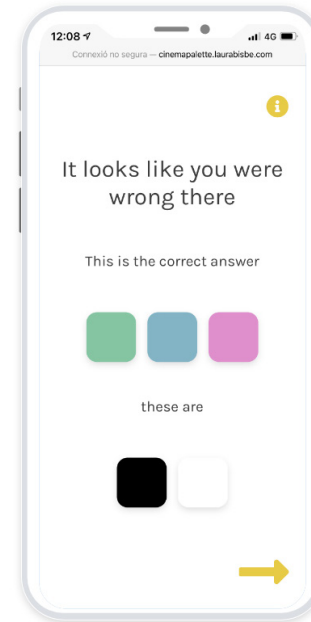 12:08
4G
Connexió no segura — cinemapalette.laurabisbe.com
i
It looks like you were
wrong there
This is the correct answer
these are